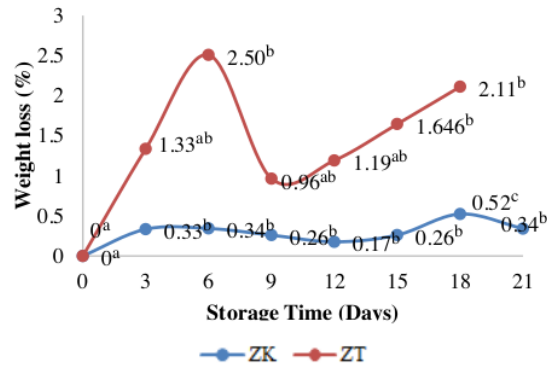 3
2.5
2
1.5
1
0.5
0
Weight loss (%)
2.50ᵇ
2.11ᵇ
1.646ᵇ
1.33ᵃᵇ
1.19ᵃᵇ
0.96ᵃᵇ
0.52ᶜ
0ᵃ
0.33ᵇ
0.34ᵇ
0.26ᵇ
0.17ᵇ
0.26ᵇ
0.34ᵇ
0ᵃ
0 3 6 9 12 15 18 21
Storage Time (Days)
ZK ZT